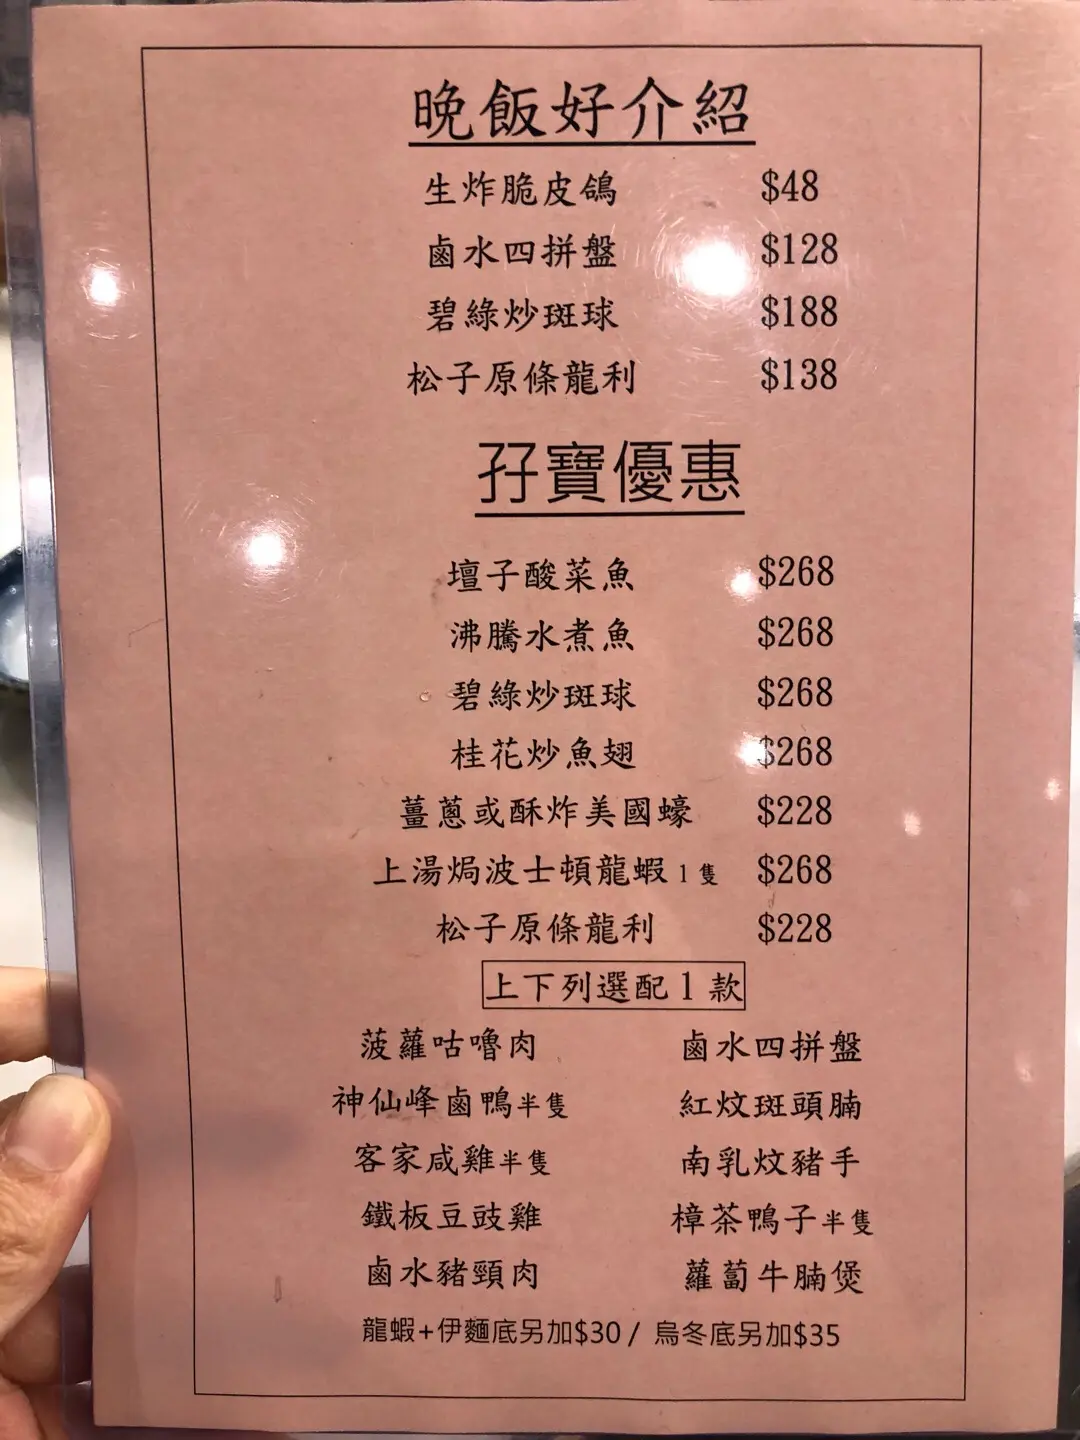 晚飯好介紹
生炸脆皮鴿 $48
鹵水四拼盤 $128
碧綠炒斑球 $188
松子原條龍利 $138
孖寶優惠
壇子酸菜魚 $268
沸騰水煮魚 $268
碧綠炒斑球 $268
桂花炒魚翅 $268
薑蔥或酥炸美國蠔 $228
上湯焗波士頓龍蝦1隻 $268
松子原條龍利 $228
上下列選配1款
菠蘿咕嚕肉 鹵水四拼盤
神仙峰鹵鴨半隻 紅炆斑頭腩
客家咸雞半隻 南乳炆豬手
鐵板豆豉雞 樟茶鴨子半隻
鹵水豬頸肉 蘿蔔牛腩煲
龍蝦+伊麵底另加$30/ 烏冬底另加$35